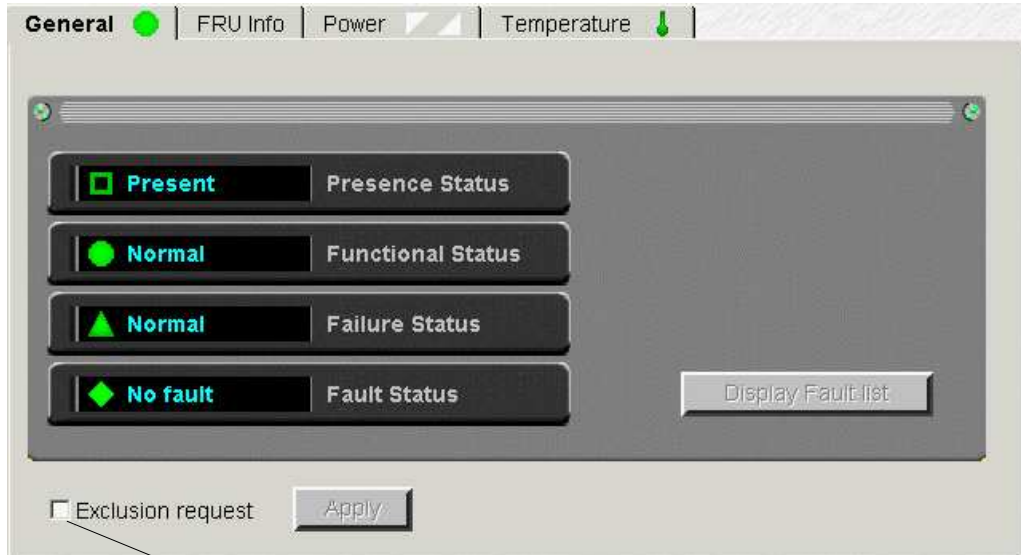 General FRU Info Power Temperature
Present Presence Status
Normal Functional Status
Normal Failure Status
No fault Fault Status
Display Fault list
Exclusion request Apply